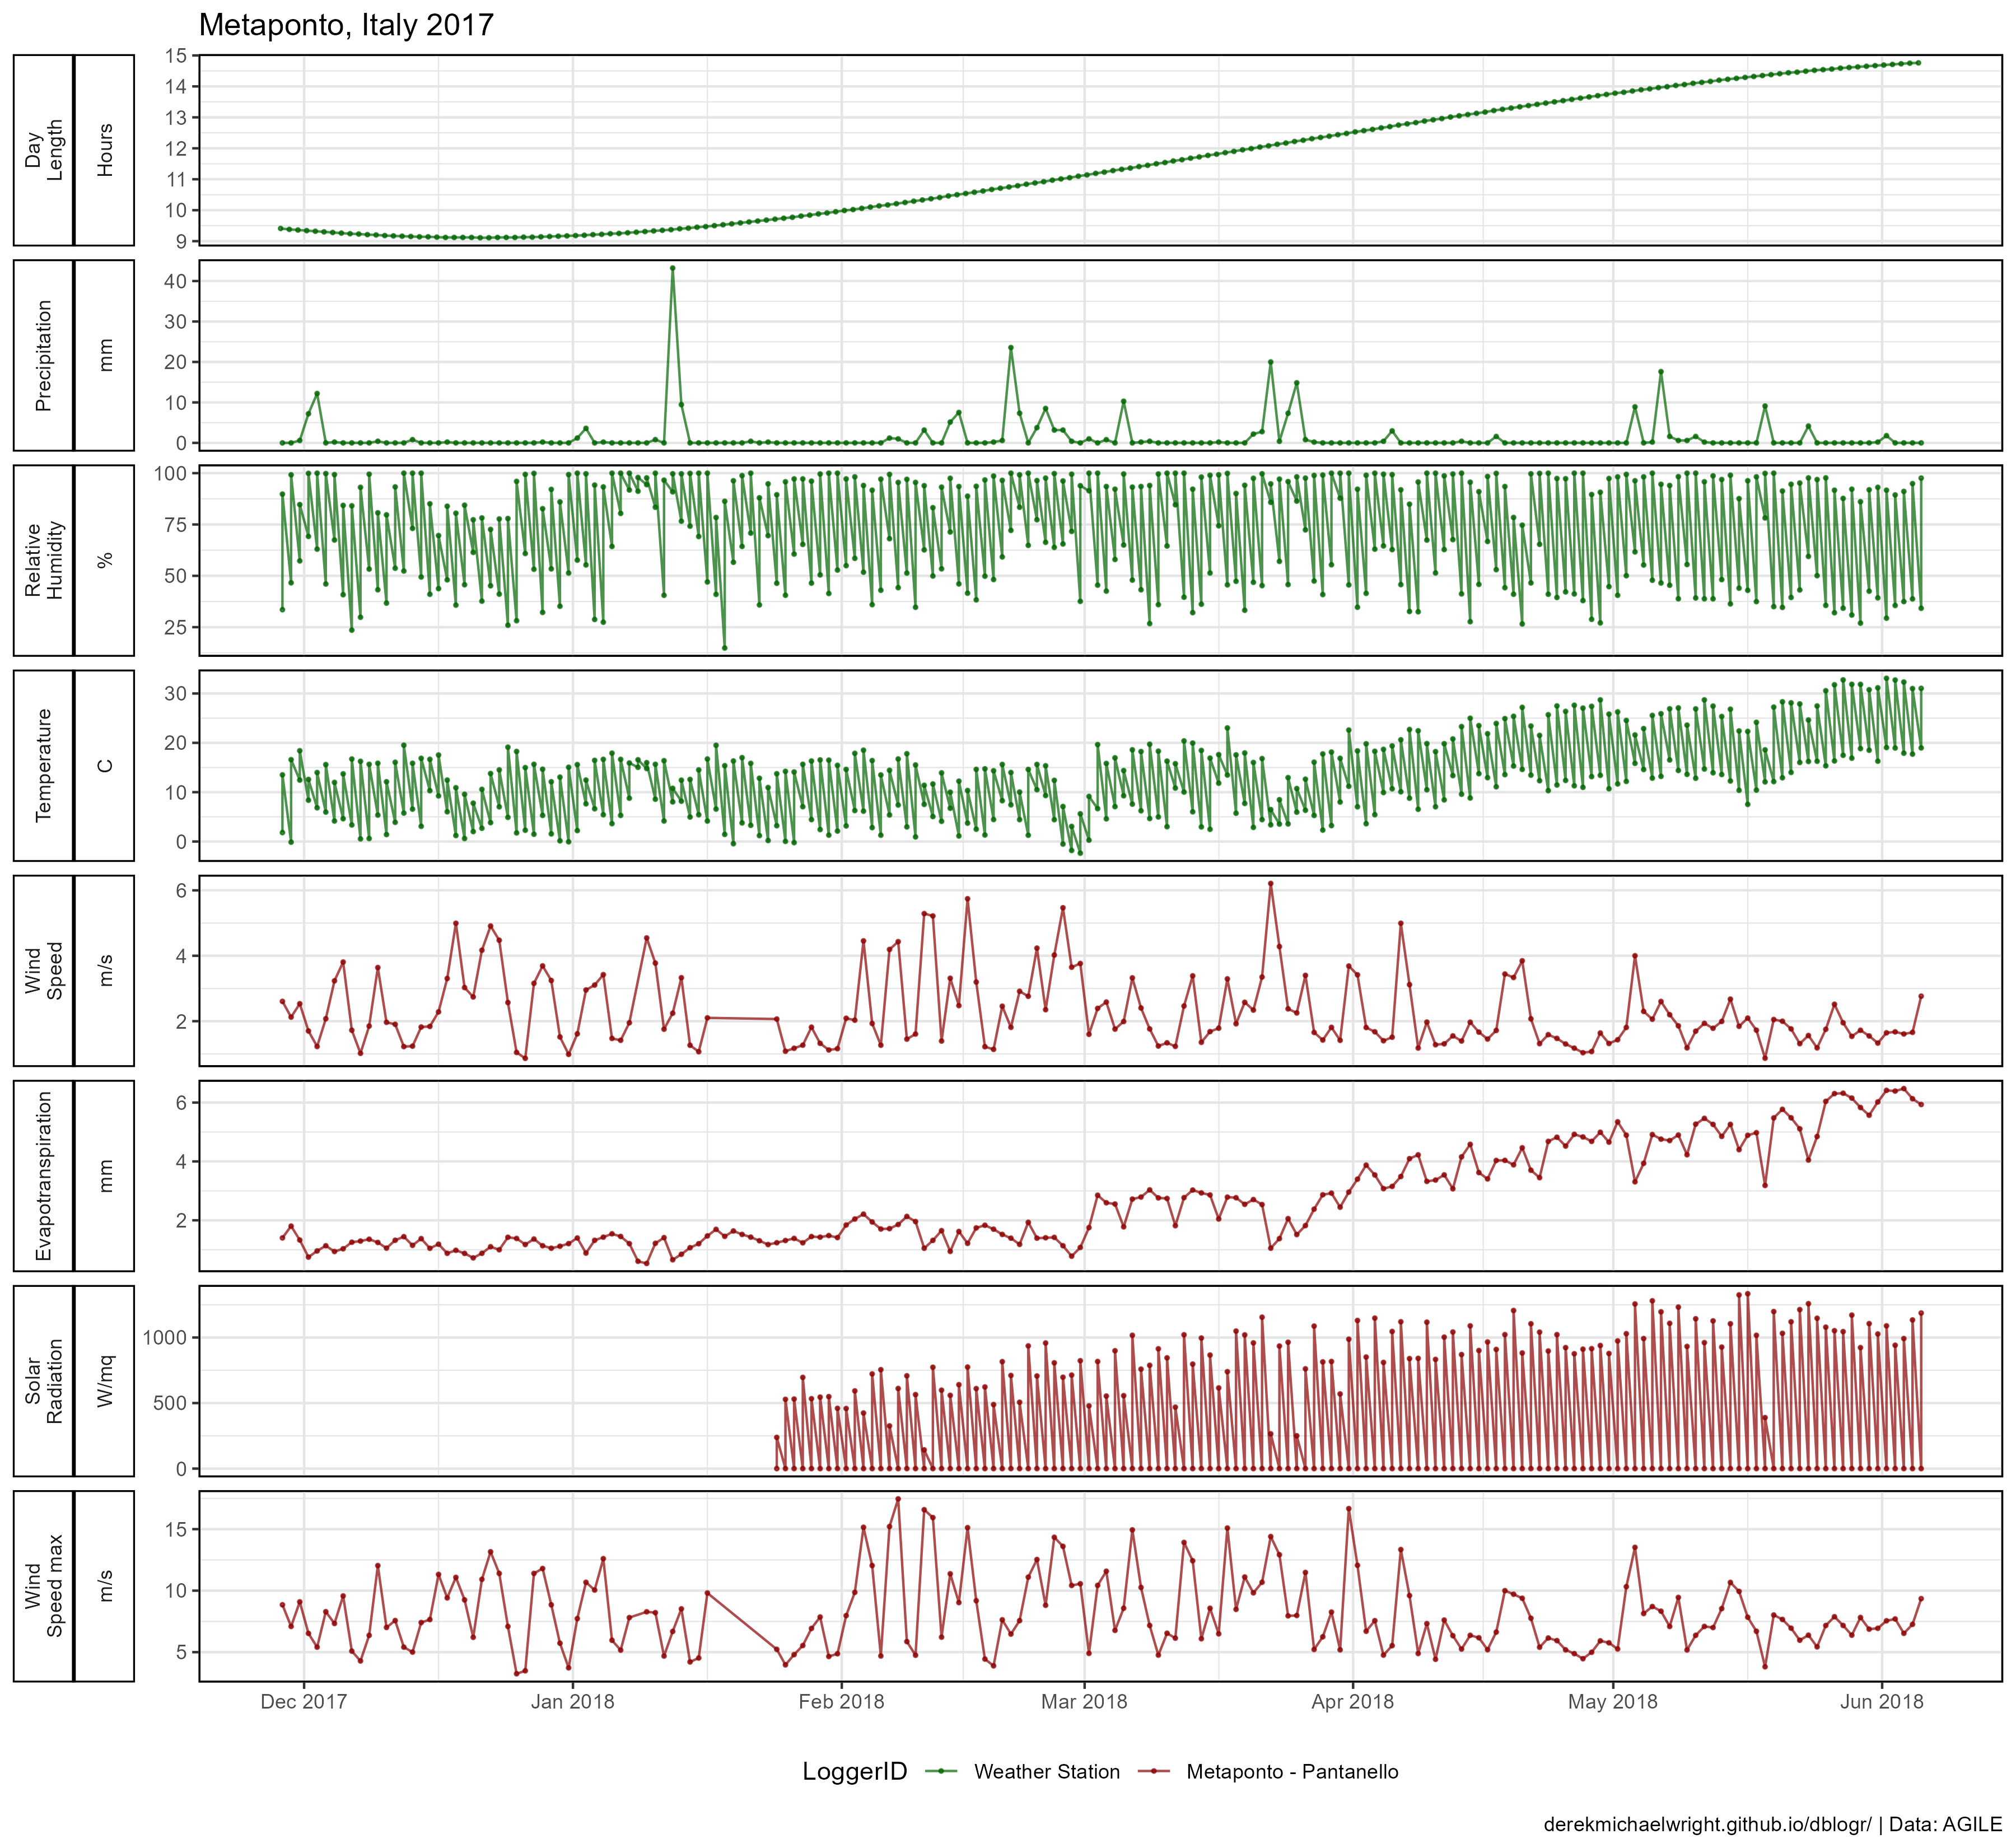 Metaponto, Italy 2017
Day
Length
Hours
15
14
13
12
11
10
9
Precipitation
mm
40
30
20
10
0
Relative
Humidity
%
100
75
50
25
Temperature
C
30
20
10
0
Wind
Speed
m/s
6
4
2
Evapotranspiration
mm
6
4
2
Solar
Radiation
W/mq
1000
500
0
Wind
Speed max
m/s
15
10
5
Dec 2017 Jan 2018 Feb 2018 Mar 2018 Apr 2018 May 2018 Jun 2018
LoggerID Weather Station Metaponto - Pantanello
derekmichaelwright.github.io/dblogr/ | Data: AGILE